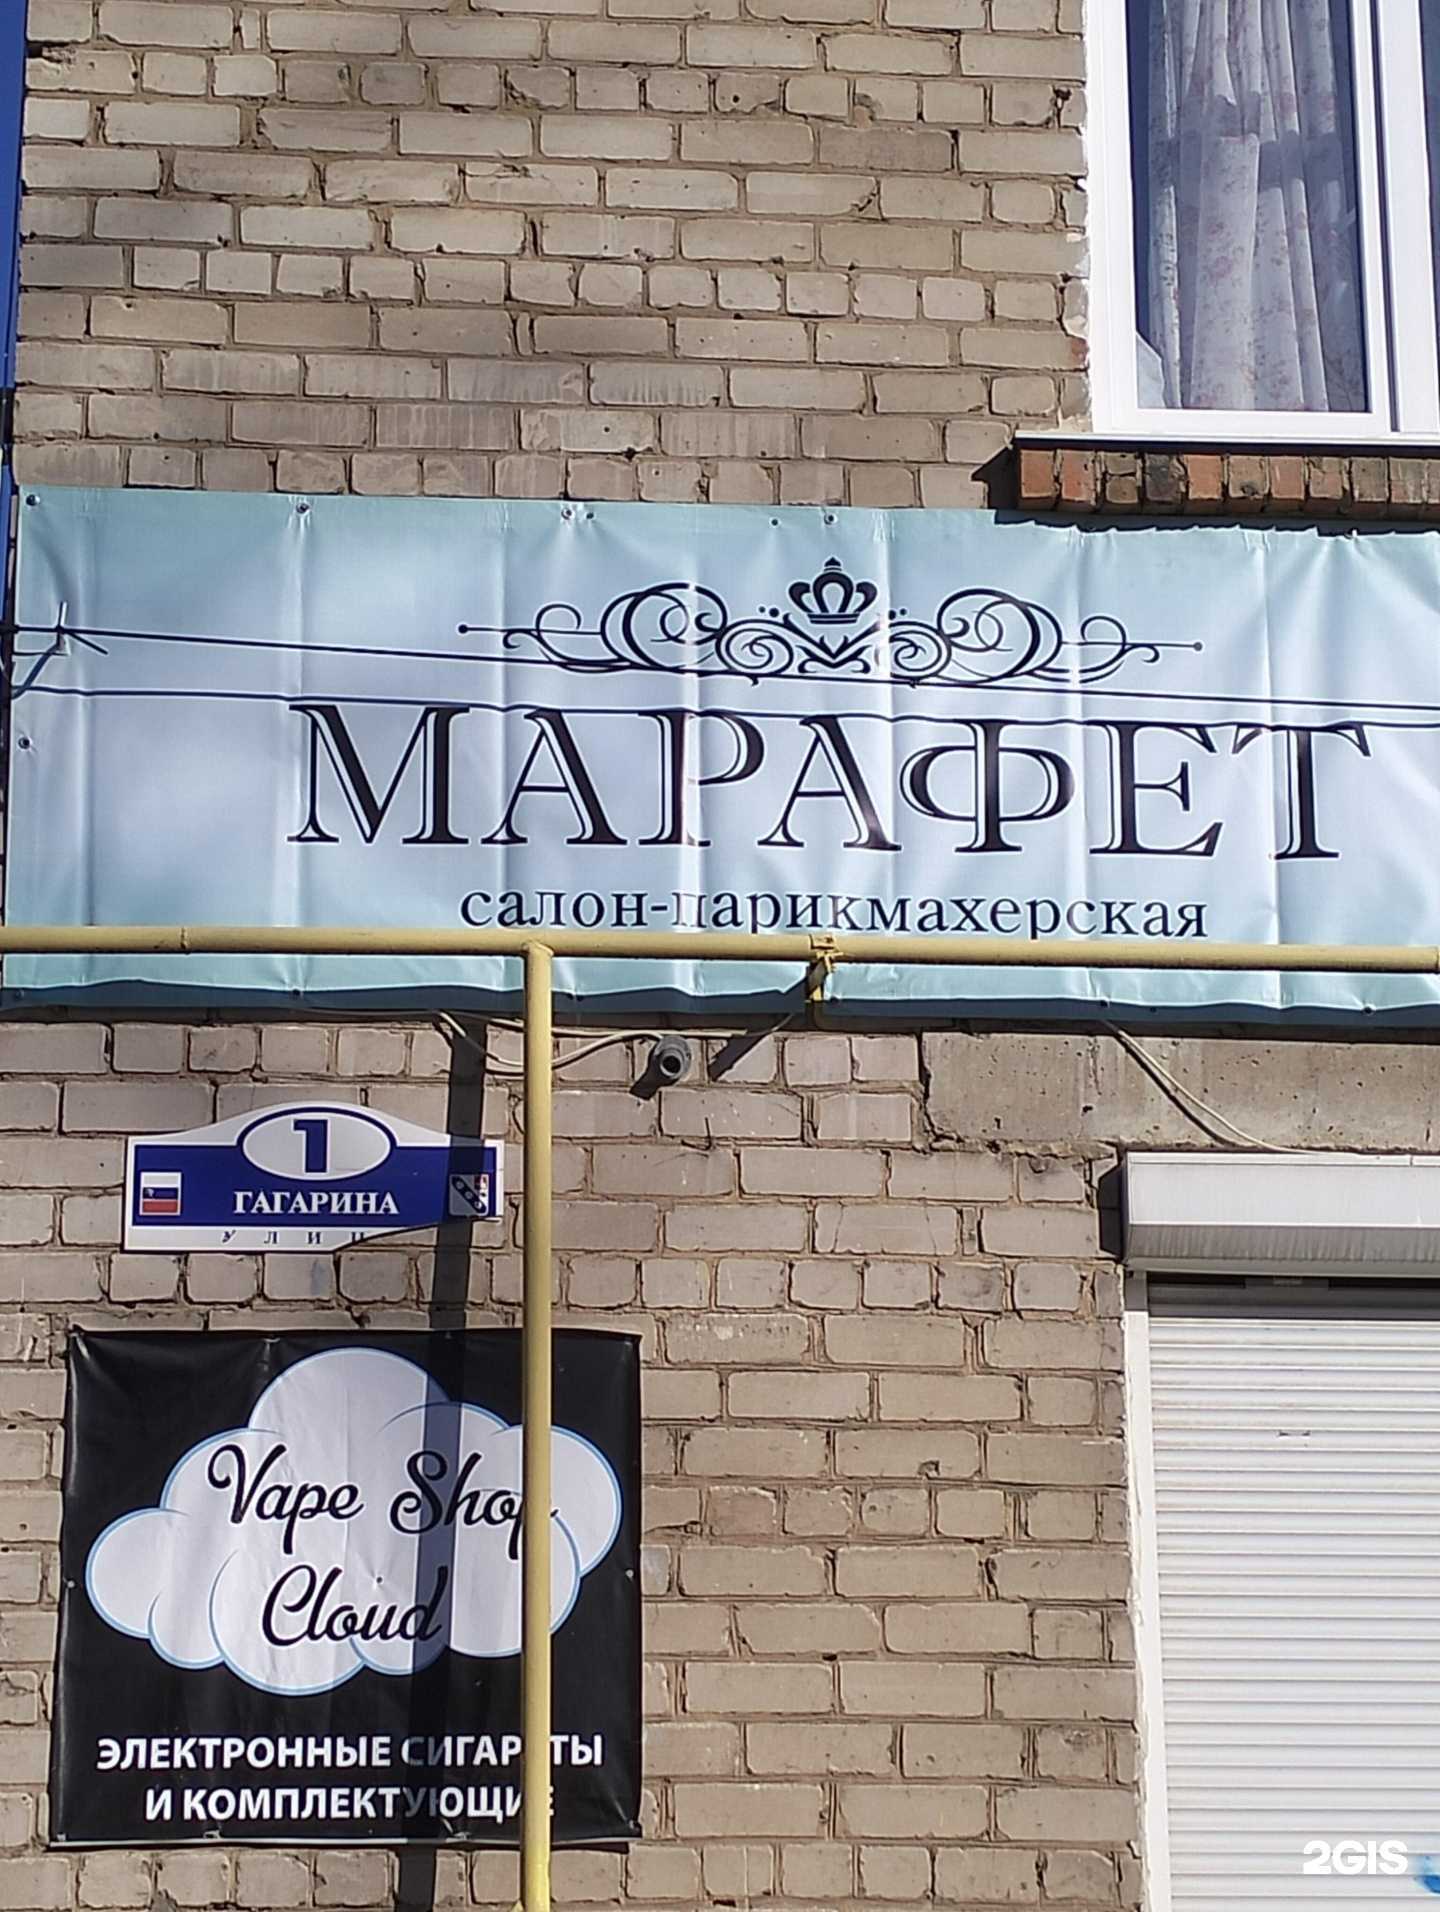 МАРАФЕТ
салон-парикмахерская
1
ГАГАРИНА
Vape Shop
Cloud
ЭЛЕКТРОННЫЕ СИГАРЕТЫ
И КОМПЛЕКТУЮЩИЕ
2GIS